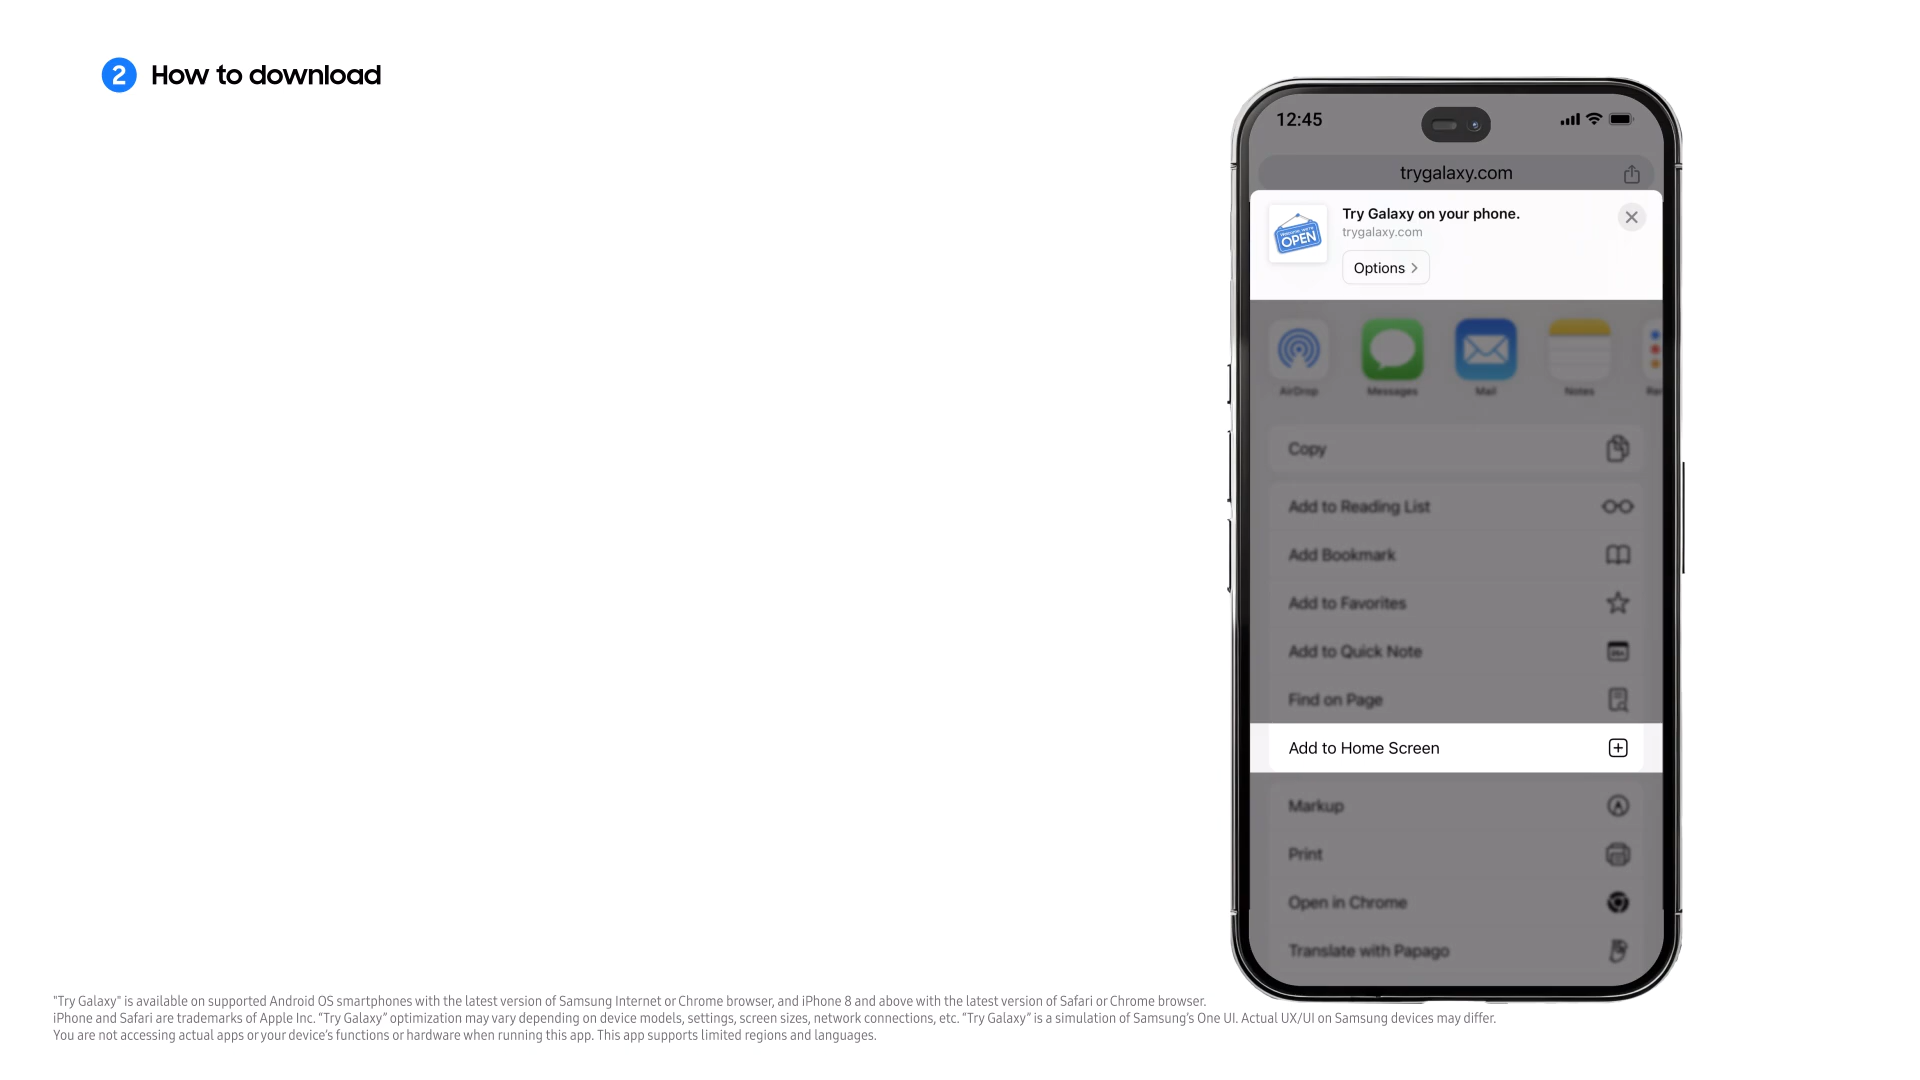 2 How to download
12:45
trygalaxy.com
Try Galaxy on your phone.
trygalaxy.com
OPEN
Options
AirDrop Messages Mail Notes
Copy
Add to Reading List
Add Bookmark
Add to Favorites
Add to Quick Note
Find on Page
Add to Home Screen
Markup
Print
Open in Chrome
Translate with Papago
"Try Galaxy" is available on supported Android OS smartphones with the latest version of Samsung Internet or Chrome browser, and iPhone 8 and above with the latest version of Safari or Chrome browser.
iPhone and Safari are trademarks of Apple Inc. "Try Galaxy" optimization may vary depending on device models, settings, screen sizes, network connections, etc. "Try Galaxy" is a simulation of Samsung's One UI. Actual UX/UI on Samsung devices may differ.
You are not accessing actual apps or your device's functions or hardware when running this app. This app supports limited regions and languages.